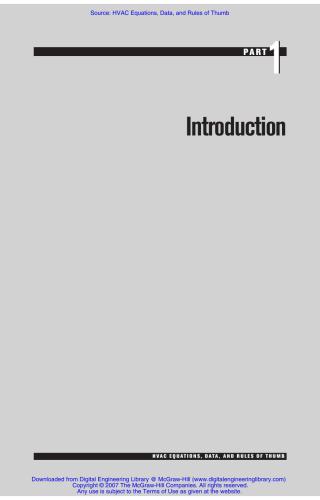 Source: HVAC Equations, Data, and Rules of Thumb
PART 1
Introduction
HVAC EQUATIONS, DATA, AND RULES OF THUMB
Downloaded from Digital Engineering Library @ McGraw-Hill (www.digitalengineeringlibrary.com)
Copyright © 2007 The McGraw-Hill Companies. All rights reserved.
Any use is subject to the Terms of Use as given at the website.